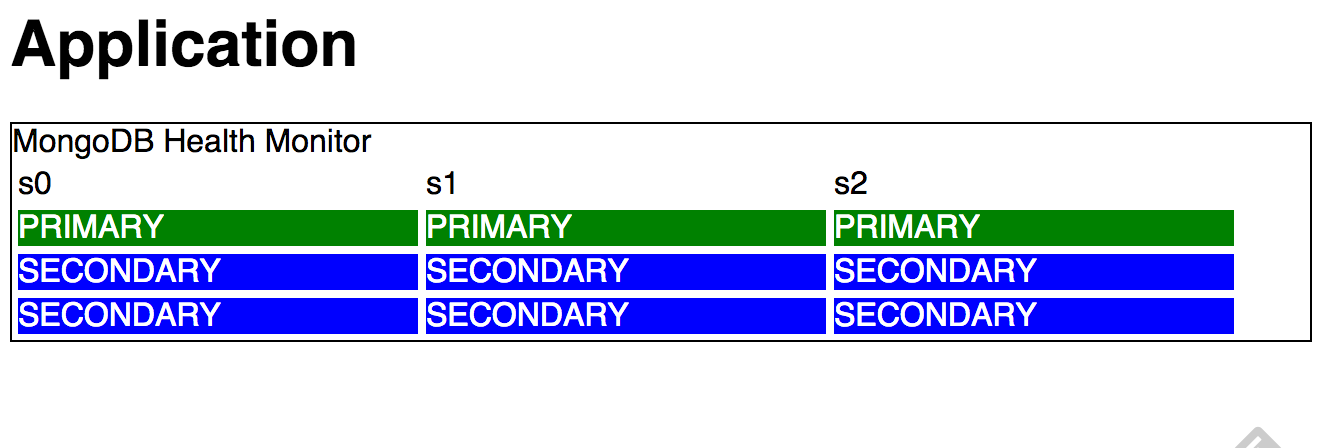 Application
MongoDB Health Monitor
s0 s1 s2
PRIMARY PRIMARY PRIMARY
SECONDARY SECONDARY SECONDARY
SECONDARY SECONDARY SECONDARY